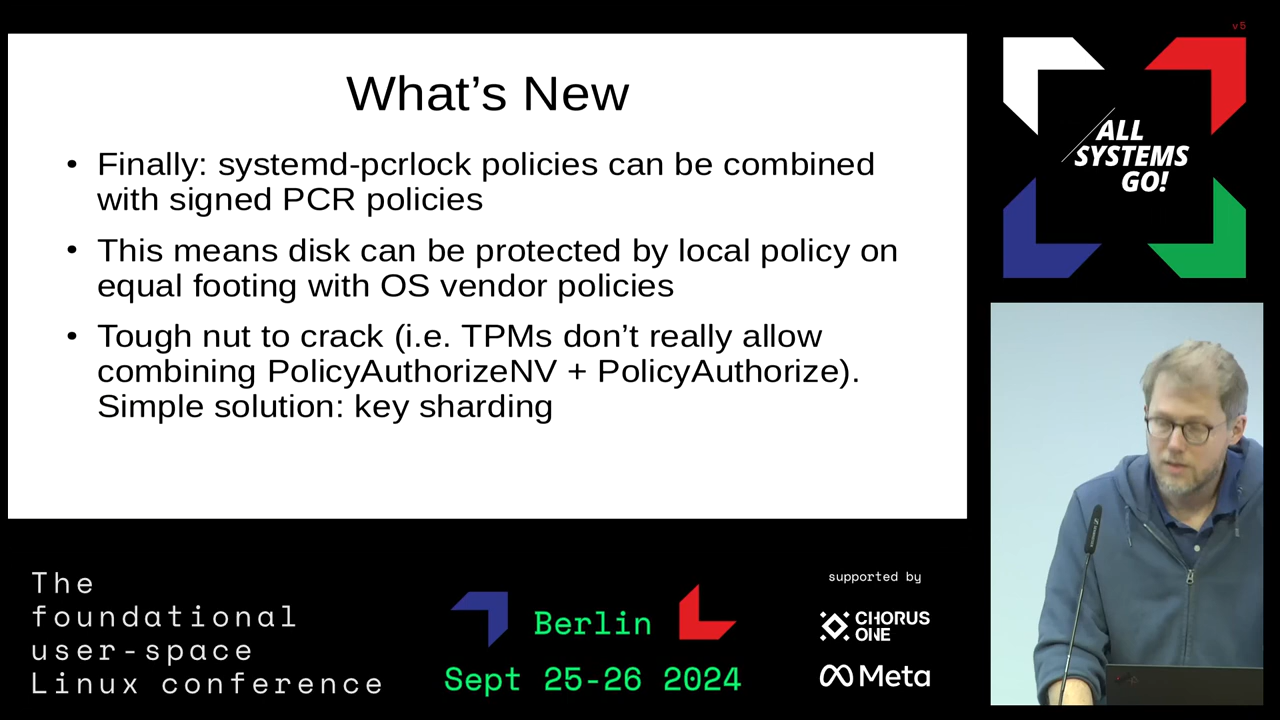 What’s New
• Finally: systemd-pcrlock policies can be combined
with signed PCR policies
• This means disk can be protected by local policy on
equal footing with OS vendor policies
• Tough nut to crack (i.e. TPMs don’t really allow
combining PolicyAuthorizeNV + PolicyAuthorize).
Simple solution: key sharding
v5
ALL
SYSTEMS
GO!
The
foundational
user-space
Linux conference
Berlin
Sept 25-26 2024
supported by
CHORUS
ONE
Meta